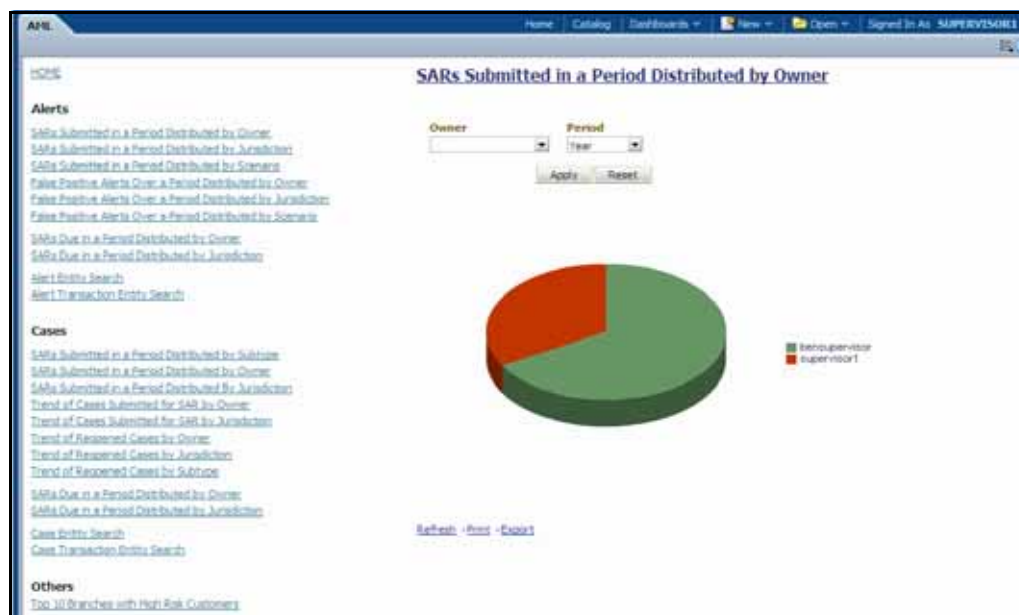 AML
Home Catalog Dashboards New Open Signed In As SUPERVISOR1
HOME
Alerts
SARs Submitted in a Period Distributed by Owner
SARs Submitted in a Period Distributed by Jurisdiction
SARs Submitted in a Period Distributed by Scenario
False Positive Alerts Over a Period Distributed by Owner
False Positive Alerts Over a Period Distributed by Jurisdiction
False Positive Alerts Over a Period Distributed by Scenario
SARs Due in a Period Distributed by Owner
SARs Due in a Period Distributed by Jurisdiction
Alert Entity Search
Alert Transaction Entity Search
Cases
SARs Submitted in a Period Distributed by Subtype
SARs Submitted in a Period Distributed by Owner
SARs Submitted in a Period Distributed By Jurisdiction
Trend of Cases Submitted for SAR by Owner
Trend of Cases Submitted for SAR by Jurisdiction
Trend of Reopened Cases by Owner
Trend of Reopened Cases by Jurisdiction
Trend of Reopened Cases by Subtype
SARs Due in a Period Distributed by Owner
SARs Due in a Period Distributed by Jurisdiction
Case Entity Search
Case Transaction Entity Search
Others
Top 10 Branches with High Risk Customers
SARs Submitted in a Period Distributed by Owner
Owner Period
Year
Apply Reset
bensupervisor
supervisor1
Refresh - Print - Export